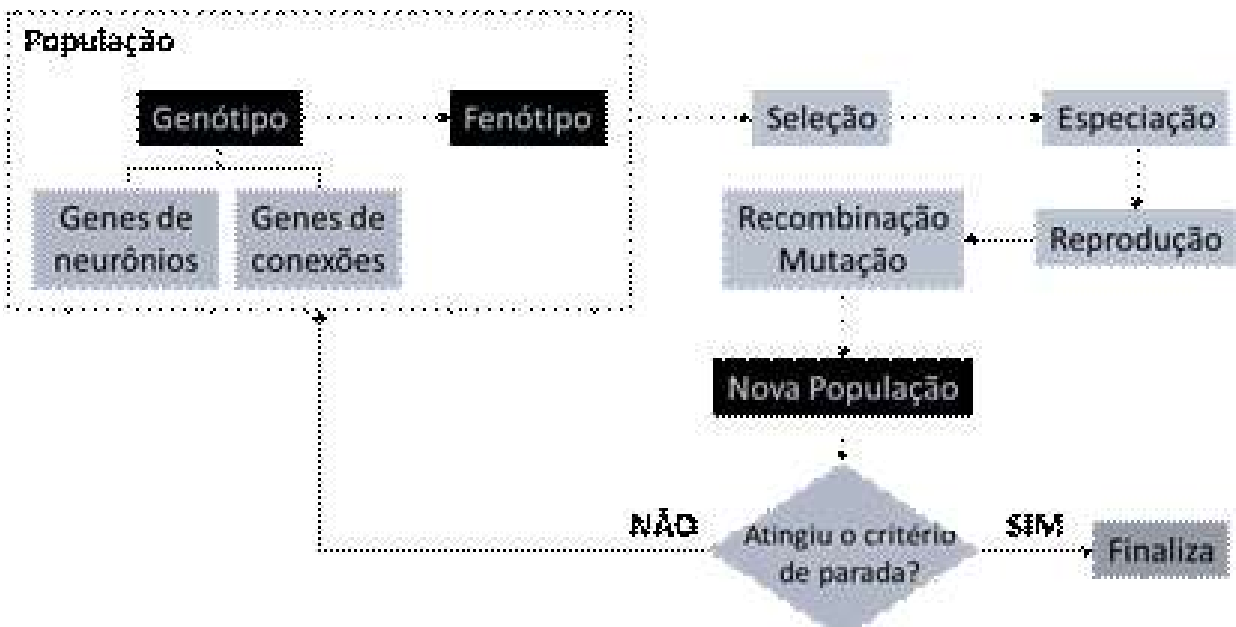 População
Genótipo
Fenótipo
Seleção
Especiação
Genes de
neurônios
Genes de
conexões
Recombinação
Mutação
Reprodução
Nova População
NÃO
Atingiu o critério
de parada?
SIM
Finaliza